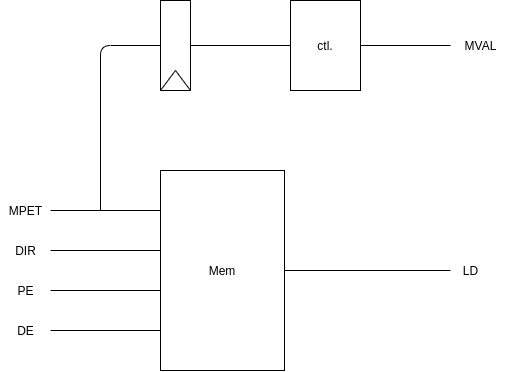 ctl.
MVAL
MPET
DIR
PE
DE
Mem
LD